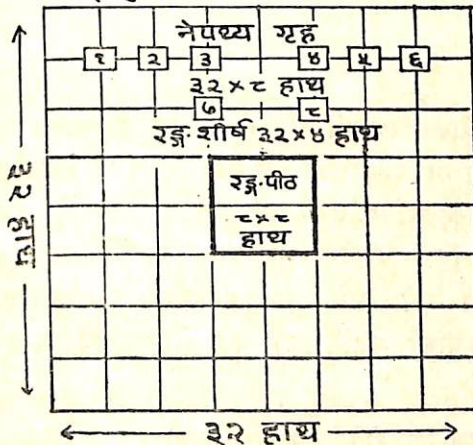 नेपथ्य गृह
१ २ ३ ४ ५ ६
३२ × ८ हाथ
७ ८
रङ्ग-शीर्ष ३२×४ हाथ
रङ्ग-पीठ
८×८
हाथ
३२ हाथ
३२ हाथ